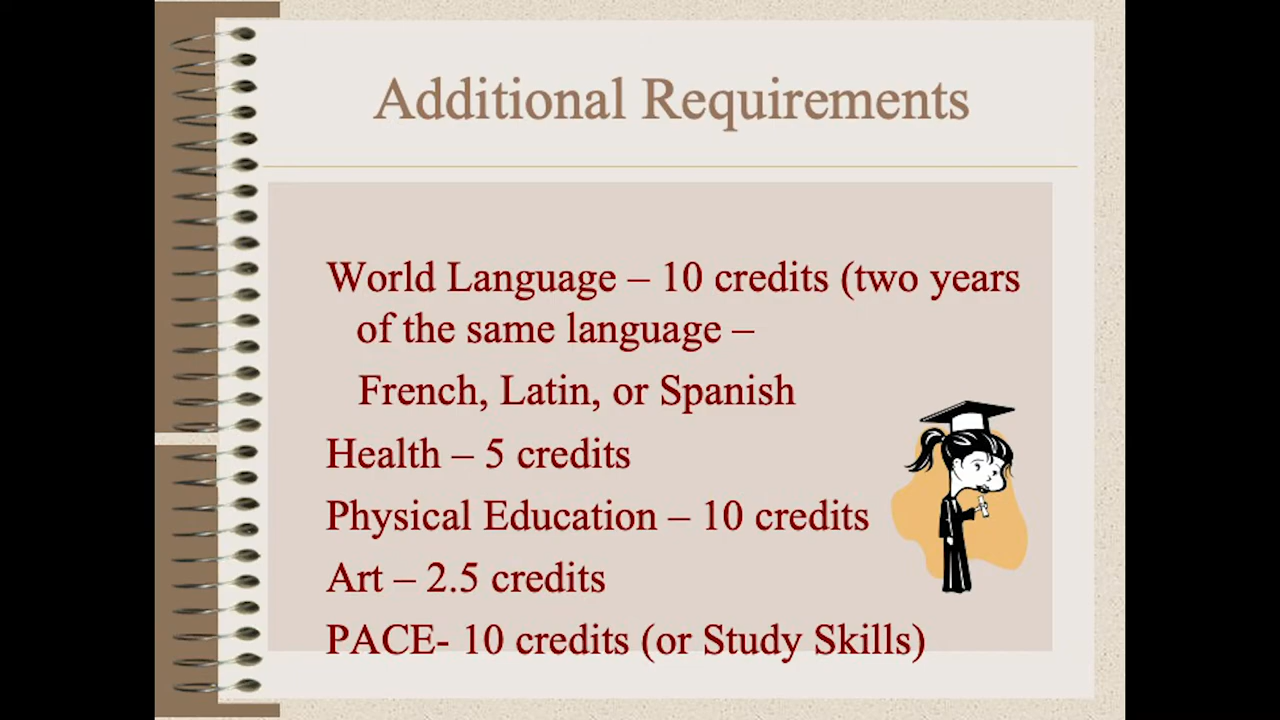 Additional Requirements
World Language – 10 credits (two years
of the same language –
French, Latin, or Spanish
Health – 5 credits
Physical Education – 10 credits
Art – 2.5 credits
PACE- 10 credits (or Study Skills)